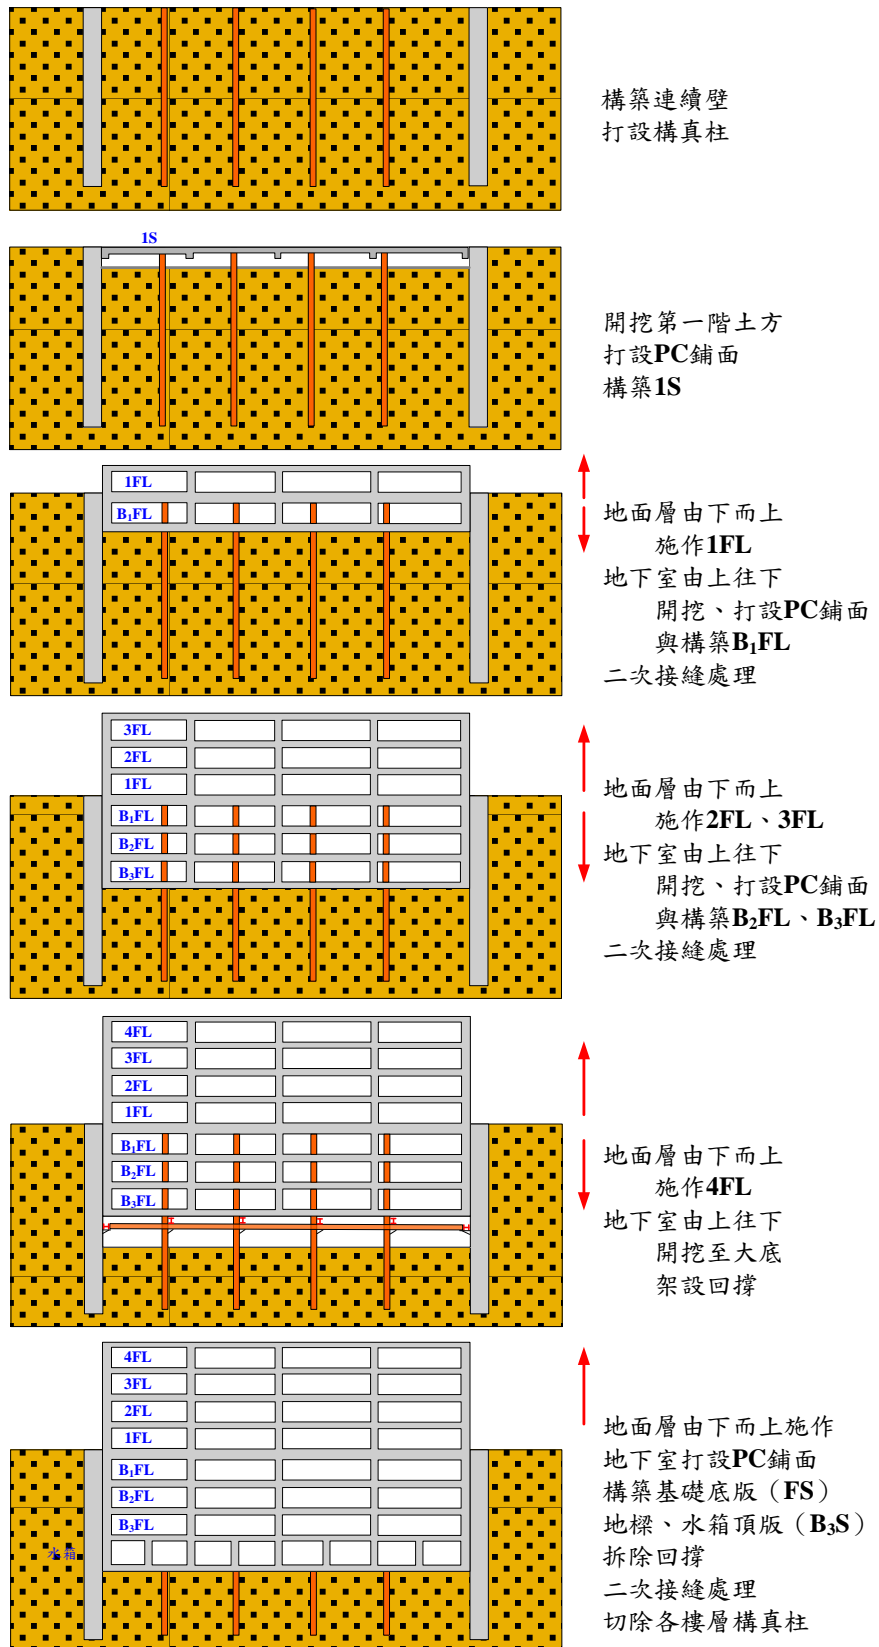 構築連續壁
打設構真柱
1S
開挖第一階土方
打設PC鋪面
構築1S
1FL
B₁FL
地面層由下而上
施作1FL
地下室由上往下
開挖、打設PC鋪面
與構築B₁FL
二次接縫處理
3FL
2FL
1FL
B₁FL
B₂FL
B₃FL
地面層由下而上
施作2FL、3FL
地下室由上往下
開挖、打設PC鋪面
與構築B₂FL、B₃FL
二次接縫處理
4FL
3FL
2FL
1FL
B₁FL
B₂FL
B₃FL
地面層由下而上
施作4FL
地下室由上往下
開挖至大底
架設回撐
4FL
3FL
2FL
1FL
B₁FL
B₂FL
B₃FL
水箱
地面層由下而上施作
地下室打設PC鋪面
構築基礎底版（FS）
地樑、水箱頂版（B₃S）
拆除回撐
二次接縫處理
切除各樓層構真柱